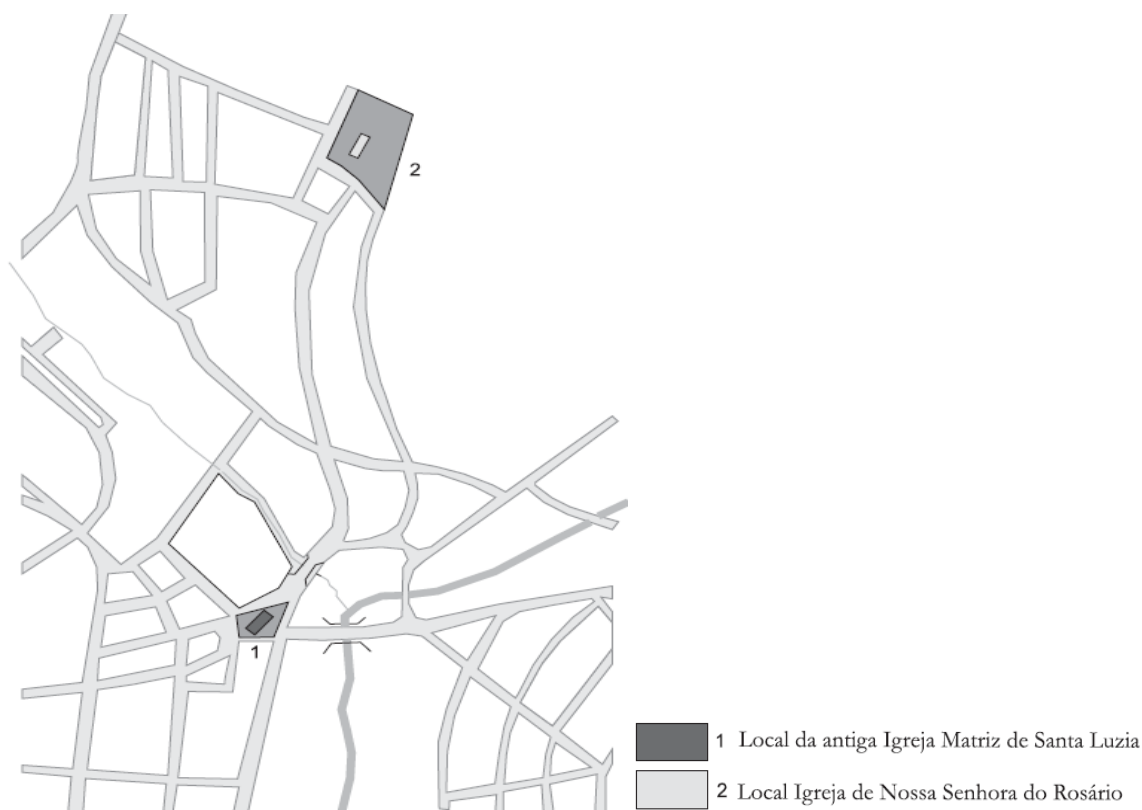 2
1
1 Local da antiga Igreja Matriz de Santa Luzia
2 Local Igreja de Nossa Senhora do Rosário